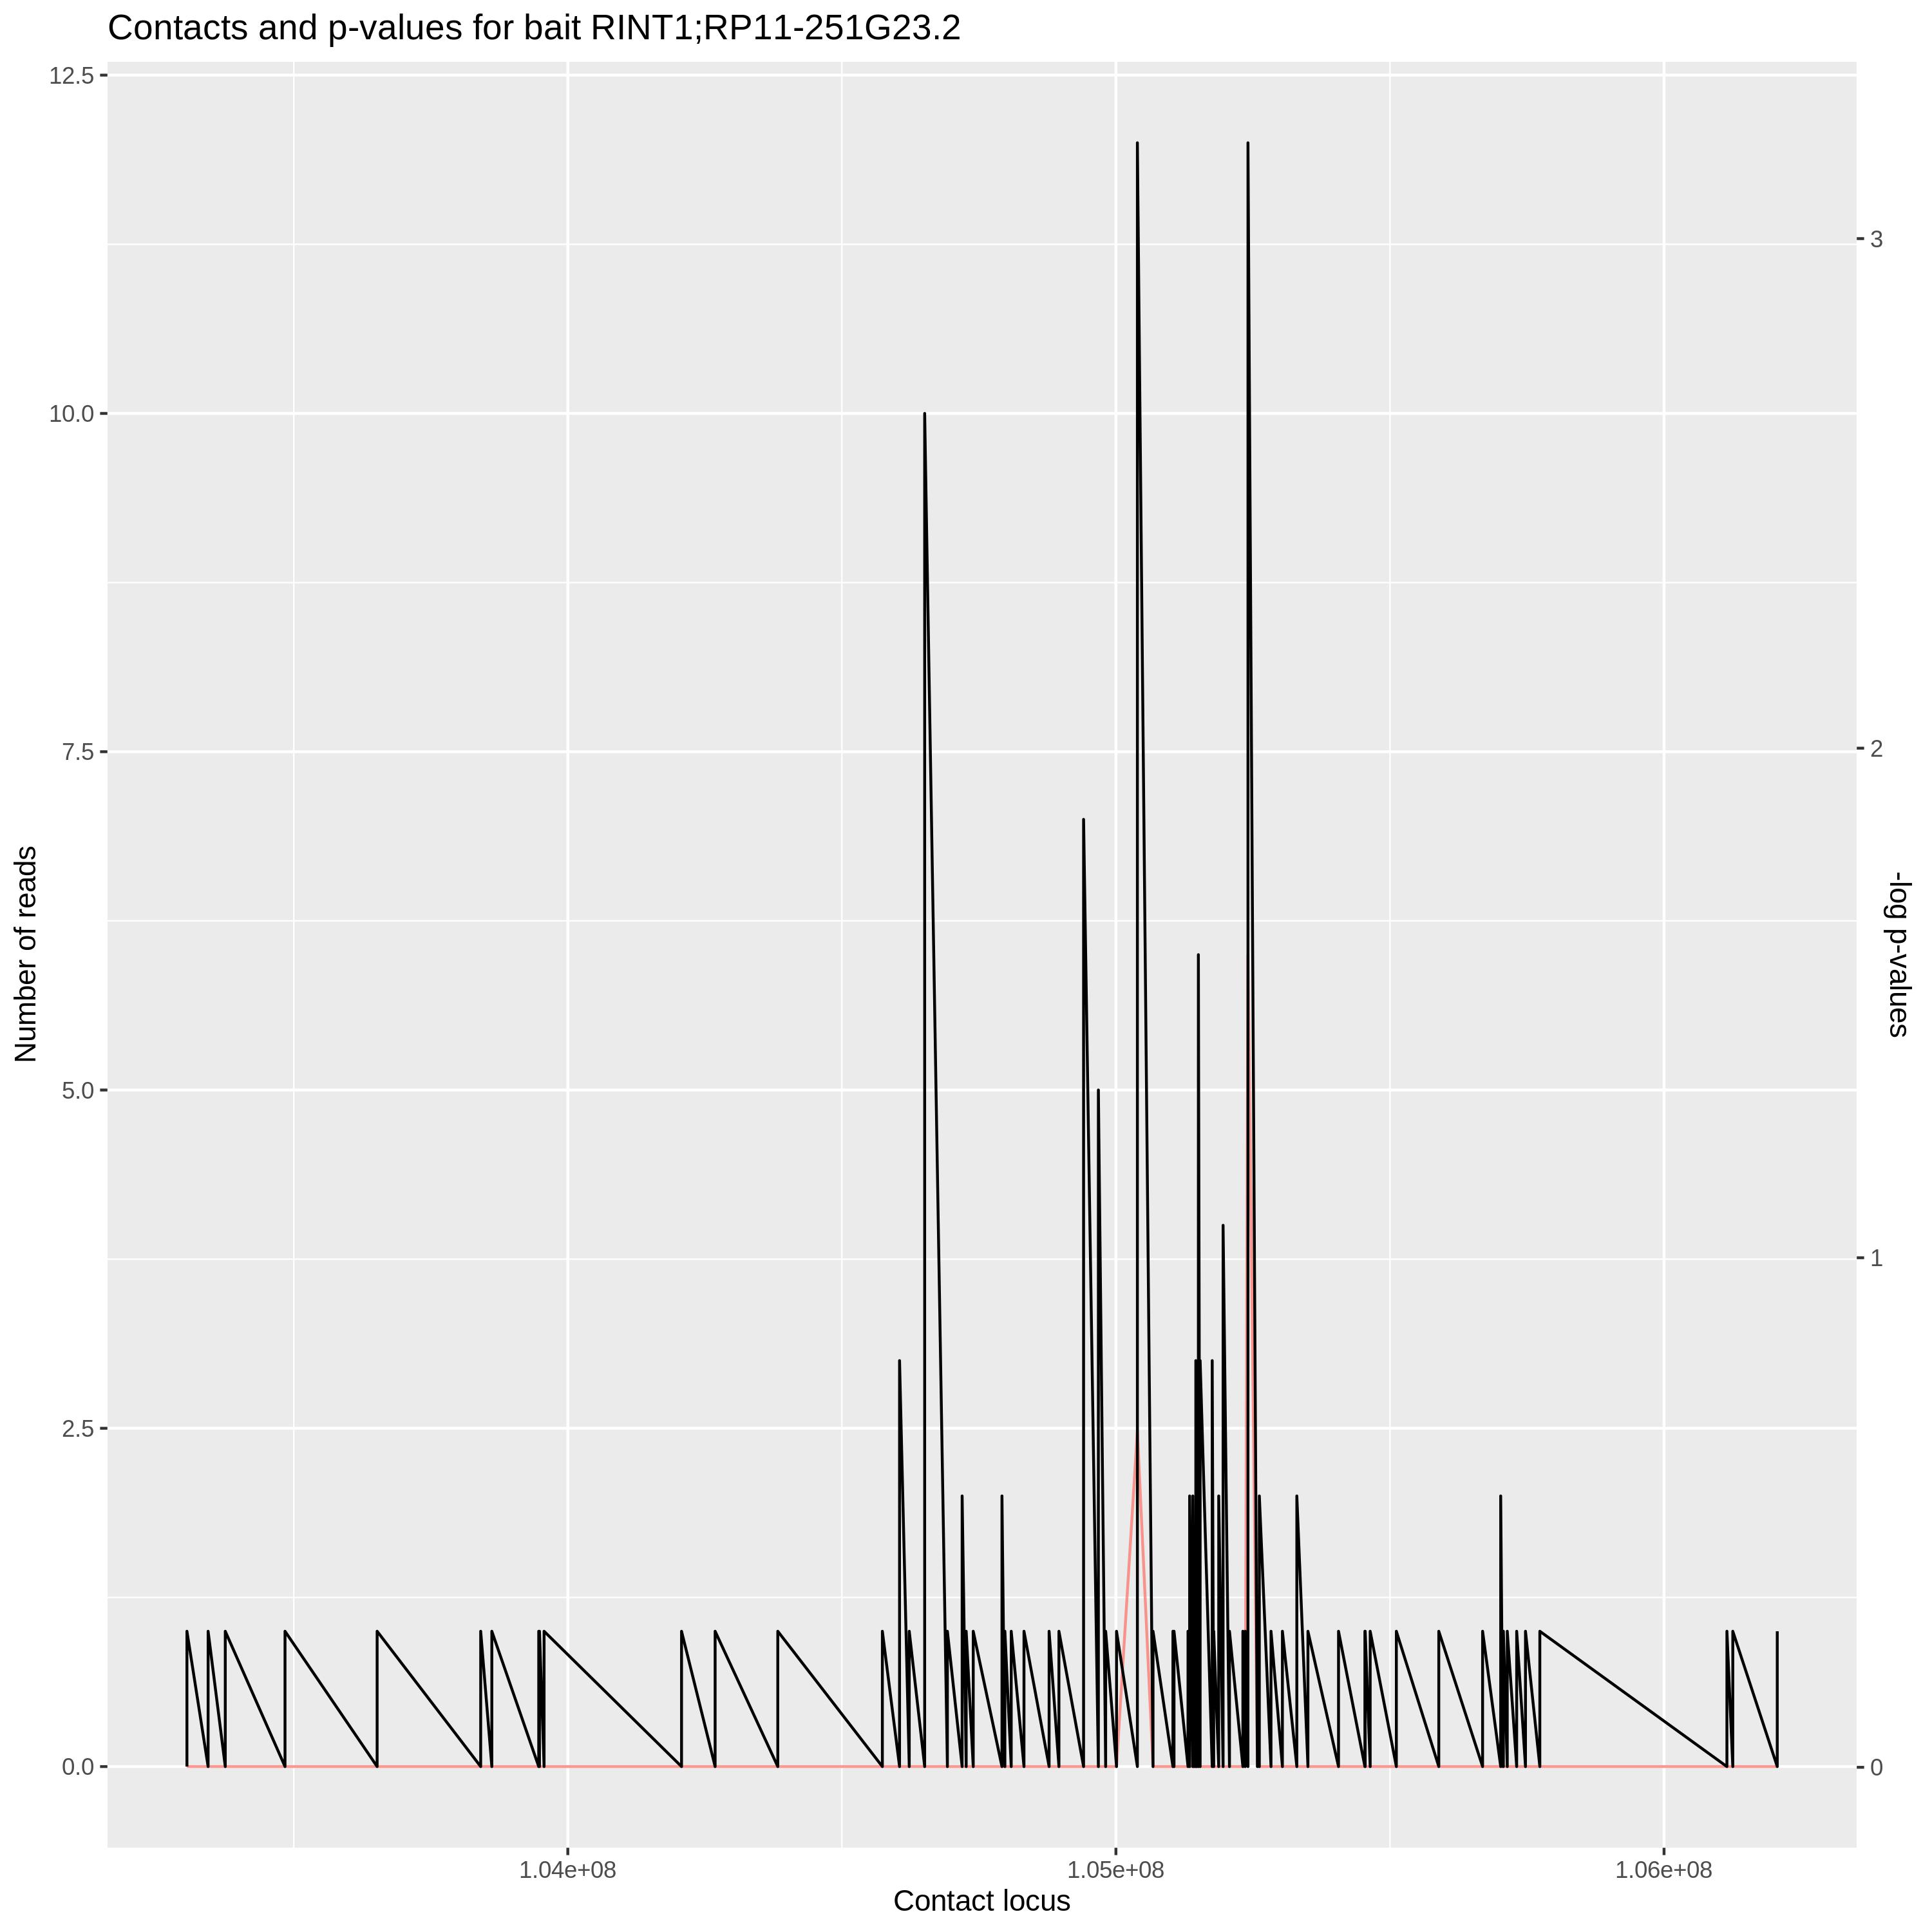 Contacts and p-values for bait RINT1;RP11-251G23.2
12.5
10.0
7.5
5.0
2.5
0.0
Number of reads
3
2
1
0
-log p-values
1.04e+08
1.05e+08
1.06e+08
Contact locus